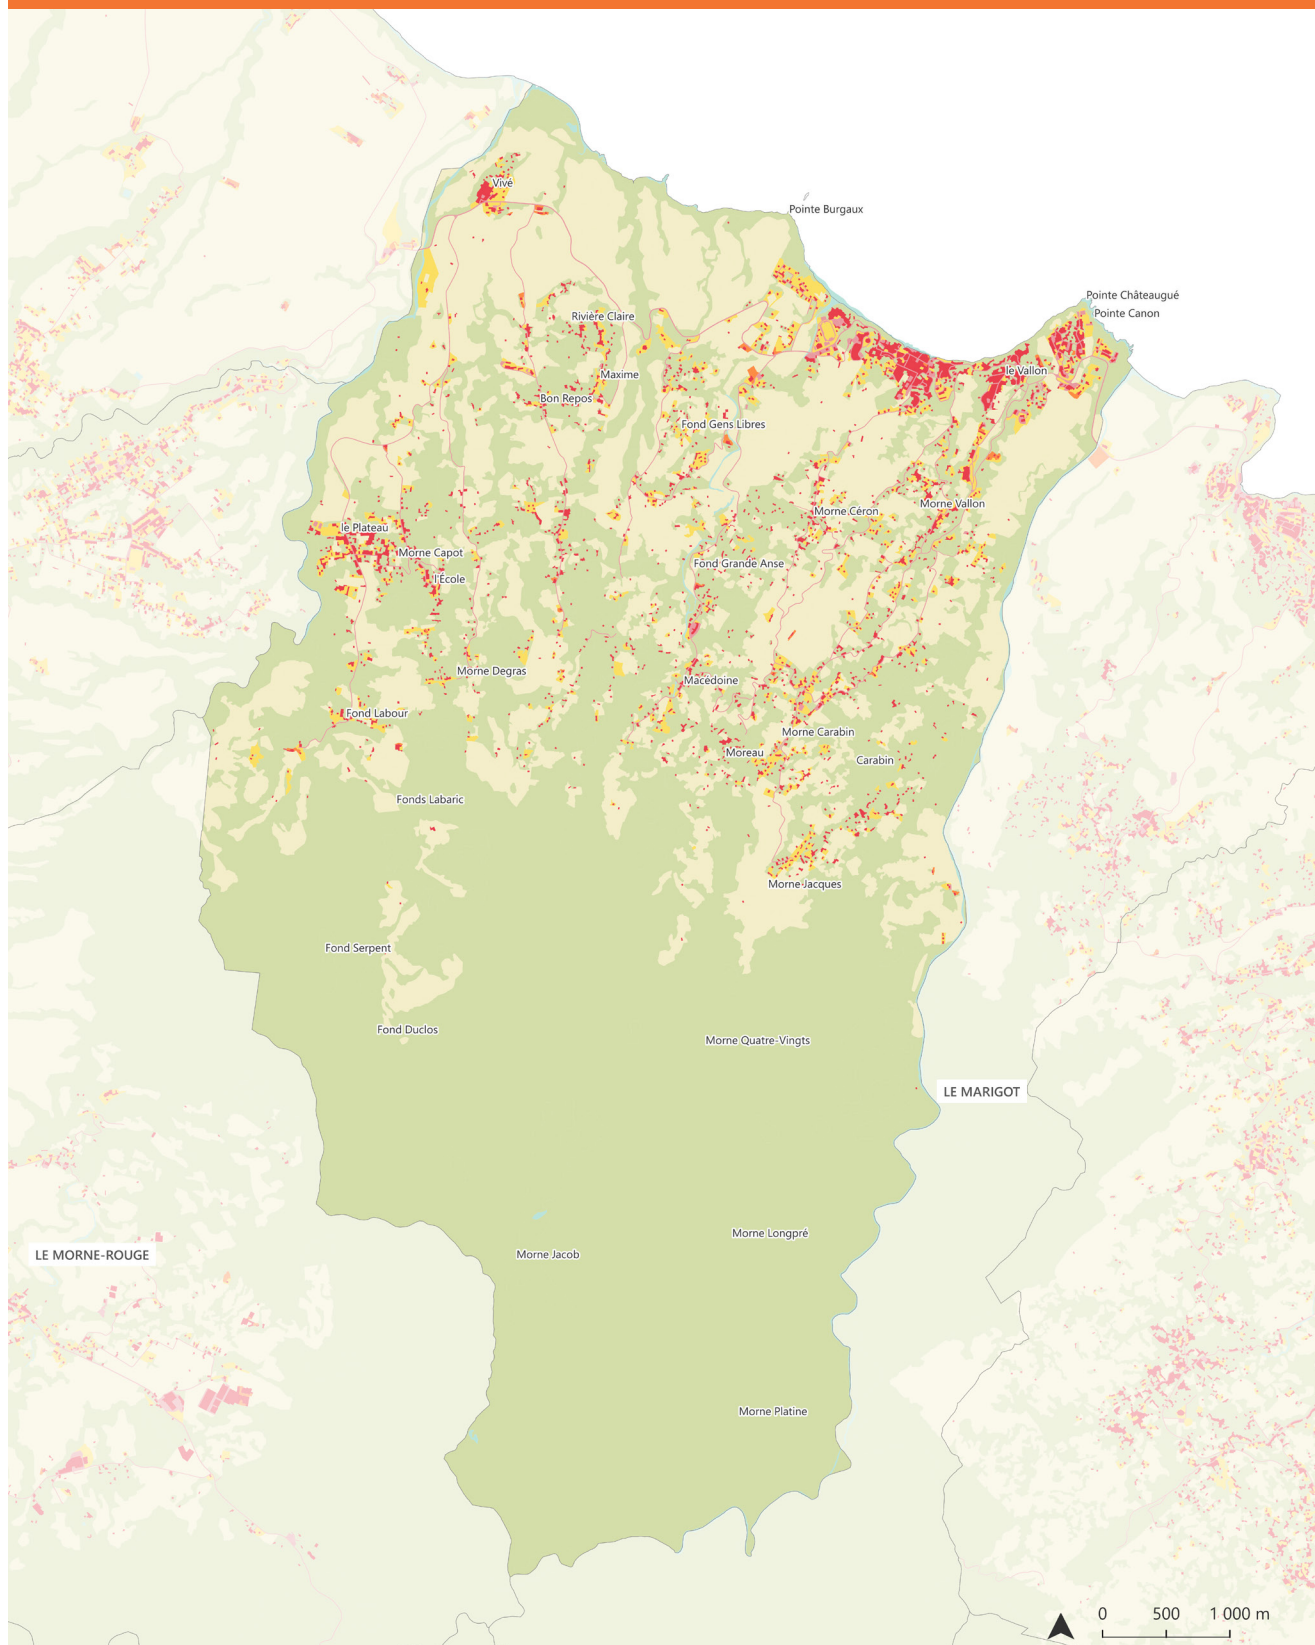 Vivé
Pointe Burgaux
Pointe Châteaugué
Pointe Canon
Rivière Claire
le Vallon
Maxime
Bon Repos
Fond Gens Libres
Morne Vallon
Morne Céron
le Plateau
Morne Capot
Fond Grande Anse
l'École
Morne Degras
Macédoine
Fond Labour
Morne Carabin
Moreau
Carabin
Fonds Labaric
Morne Jacques
Fond Serpent
Fond Duclos
Morne Quatre-Vingts
LE MARIGOT
Morne Longpré
LE MORNE-ROUGE
Morne Jacob
Morne Platine
0 500 1 000 m